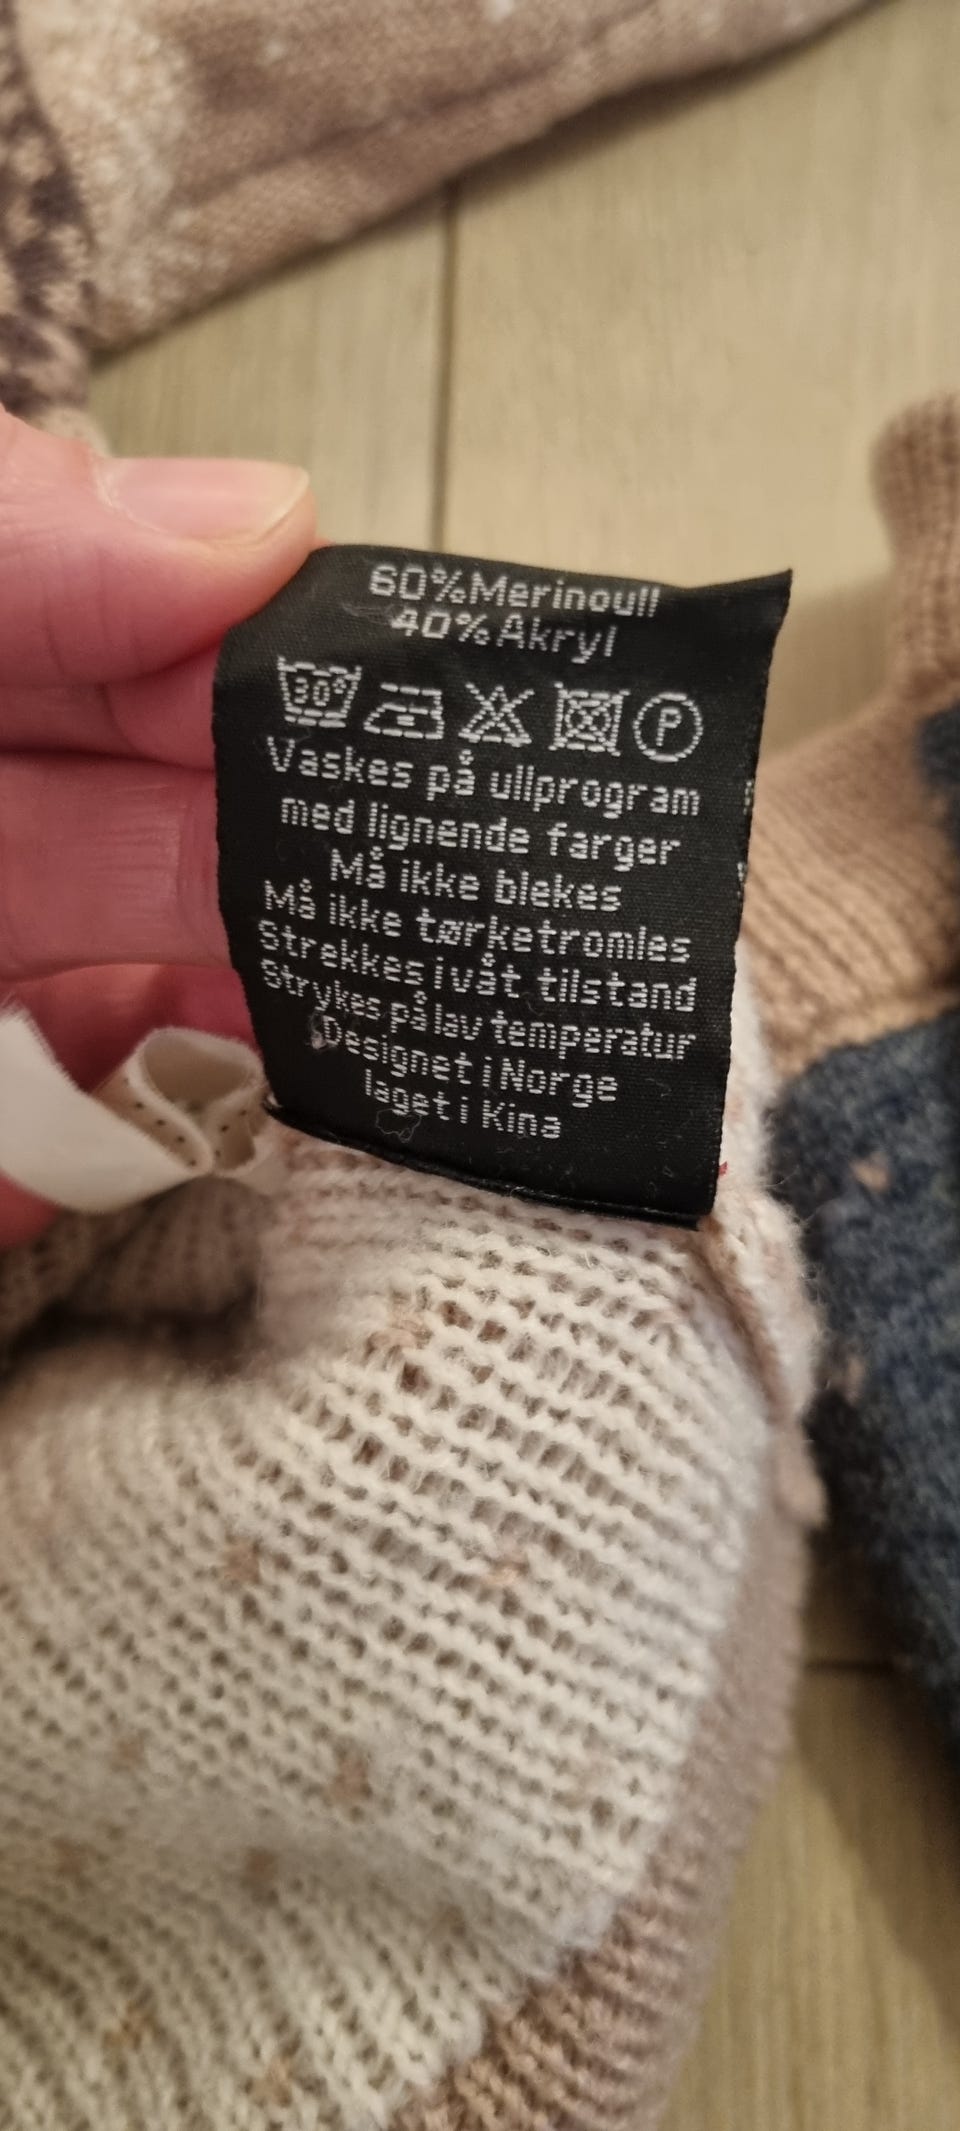 60%Merinoull
40%Akryl
30° P
Vaskes på ullprogram
med lignende farger
Må ikke blekes
Må ikke tørketromles
Strekkes i våt tilstand
Strykes på lav temperatur
Designet i Norge
laget i Kina